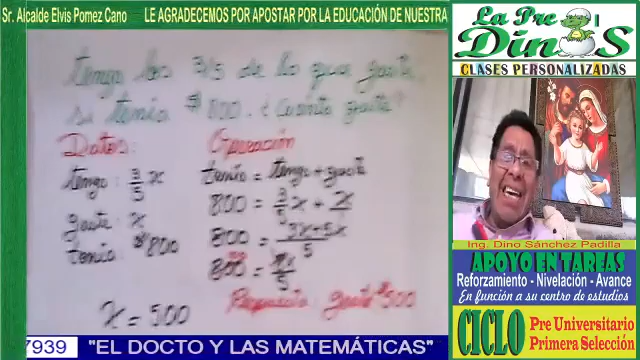 Sr. Alcalde Elvis Pomez Cano LE AGRADECEMOS POR APOSTAR POR LA EDUCACIÓN DE NUESTRA
La Pre
DinoS
CLASES PERSONALIZADAS
tengo los 3/5 de lo que gasté
si tenía $800. ¿Cuánto gasté?
Datos: Operación
tengo: 3/5 x tenía = tengo + gasté
gasté: x 800 = 3/5 x + x/1
tenía: $800 800 = 3x+5x/5
800 = 8x/5
x = 500 Respuesta: gasté $500
Ing. Dino Sánchez Padilla
APOYO EN TAREAS
Reforzamiento - Nivelación - Avance
En función a su centro de estudios
CICLO Pre Universitario
Primera Selección
7939 "EL DOCTO Y LAS MATEMÁTICAS"